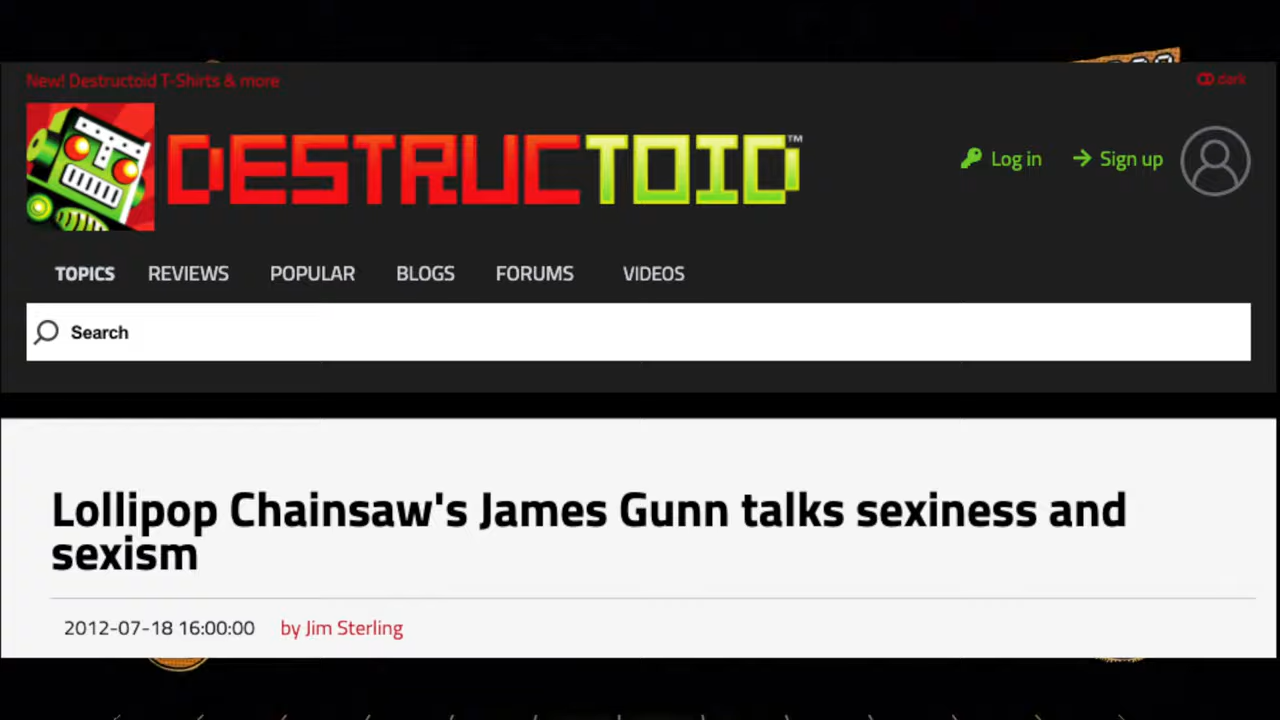 New! Destructoid T-Shirts & more
dark
DESTRUCTOID™
Log in
Sign up
TOPICS REVIEWS POPULAR BLOGS FORUMS VIDEOS
Search
Lollipop Chainsaw's James Gunn talks sexiness and
sexism
2012-07-18 16:00:00 by Jim Sterling